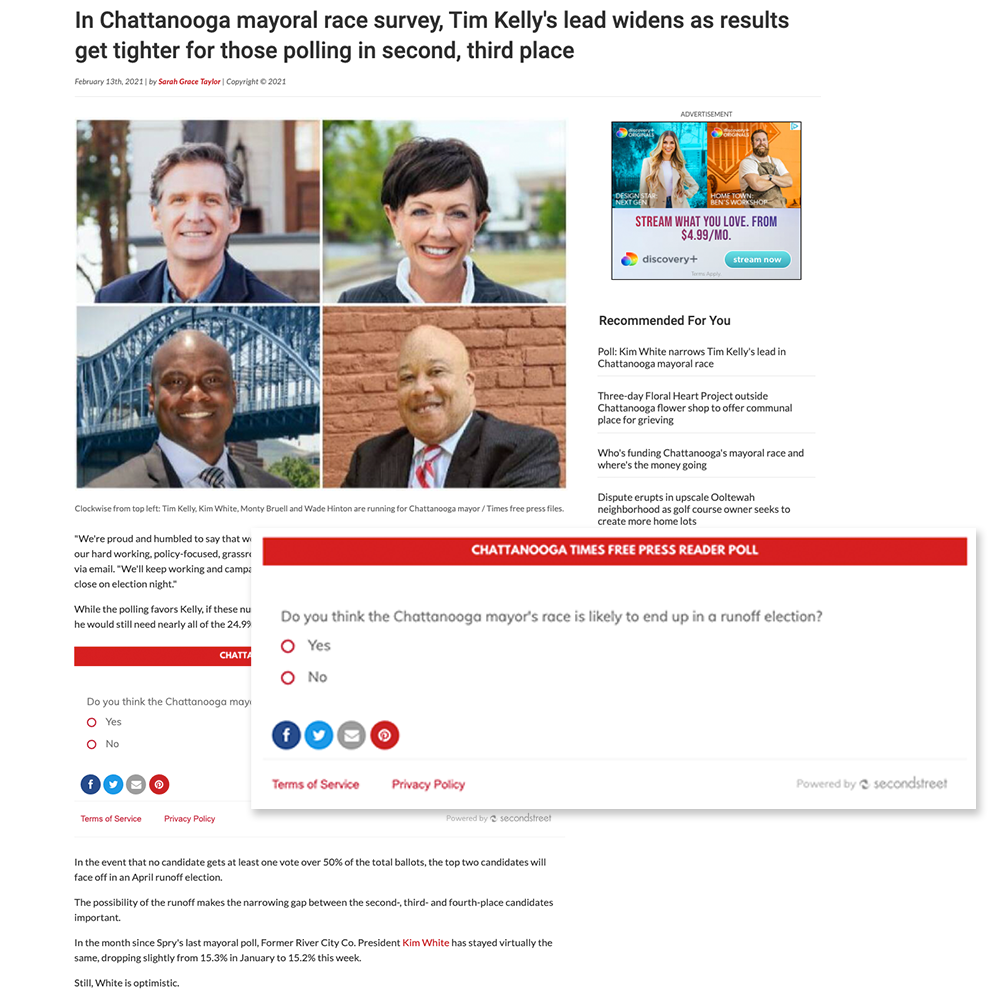 In Chattanooga mayoral race survey, Tim Kelly's lead widens as results
get tighter for those polling in second, third place
February 13th, 2021 | by Sarah Grace Taylor | Copyright © 2021
ADVERTISEMENT
discovery+
ORIGINALS
discovery+
ORIGINALS
DESIGN STAR
NEXT GEN
HOME TOWN:
BEN'S WORKSHOP
STREAM WHAT YOU LOVE. FROM
$4.99/MO.
discovery+
stream now
Terms Apply
Recommended For You
Poll: Kim White narrows Tim Kelly's lead in
Chattanooga mayoral race
Three-day Floral Heart Project outside
Chattanooga flower shop to offer communal
place for grieving
Who's funding Chattanooga's mayoral race and
where's the money going
Dispute erupts in upscale Ooltewah
neighborhood as golf course owner seeks to
create more home lots
Clockwise from top left: Tim Kelly, Kim White, Monty Bruell and Wade Hinton are running for Chattanooga mayor / Times free press files.
"We're proud and humbled to say that w
our hard working, policy-focused, grassr
via email. "We'll keep working and campa
close on election night."
While the polling favors Kelly, if these nu
he would still need nearly all of the 24.9%
CHATTA
Do you think the Chattanooga mayo
Yes
No
Terms of Service
Privacy Policy
Powered by secondstreet
CHATTANOOGA TIMES FREE PRESS READER POLL
Do you think the Chattanooga mayor's race is likely to end up in a runoff election?
Yes
No
Terms of Service
Privacy Policy
Powered by secondstreet
In the event that no candidate gets at least one vote over 50% of the total ballots, the top two candidates will
face off in an April runoff election.
The possibility of the runoff makes the narrowing gap between the second-, third- and fourth-place candidates
important.
In the month since Spry's last mayoral poll, Former River City Co. President Kim White has stayed virtually the
same, dropping slightly from 15.3% in January to 15.2% this week.
Still, White is optimistic.